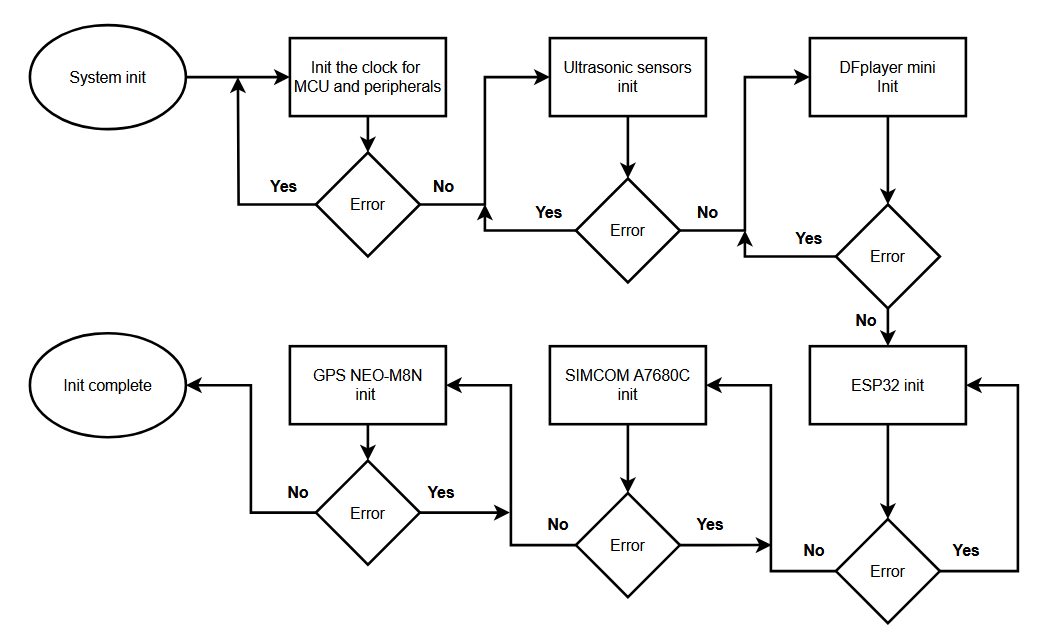 System init
Init the clock for
MCU and peripherals
Ultrasonic sensors
init
DFplayer mini
Init
Yes
Error
No
Yes
Error
No
Yes
Error
No
Init complete
GPS NEO-M8N
init
SIMCOM A7680C
init
ESP32 init
No
Error
Yes
No
Error
Yes
No
Error
Yes